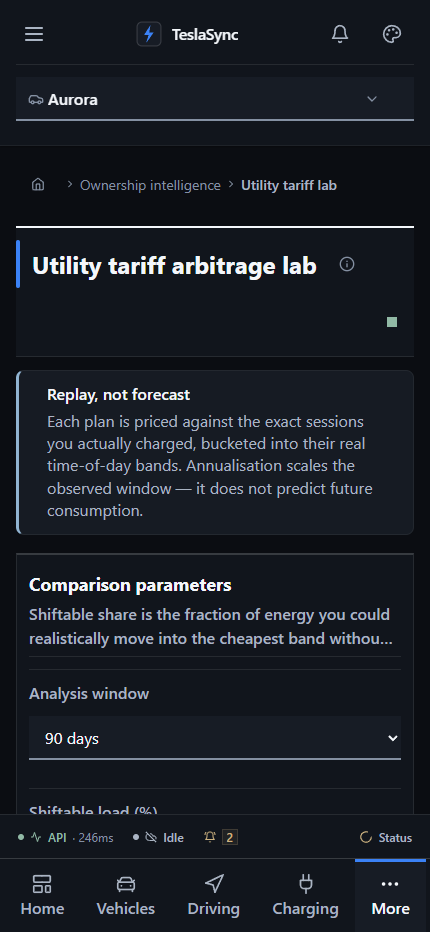 TeslaSync
Aurora
Ownership intelligence
Utility tariff lab
Utility tariff arbitrage lab
Replay, not forecast
Each plan is priced against the exact sessions
you actually charged, bucketed into their real
time-of-day bands. Annualisation scales the
observed window — it does not predict future
consumption.
Comparison parameters
Shiftable share is the fraction of energy you could
realistically move into the cheapest band withou...
Analysis window
90 days
Shiftable load (%)
API · 246ms
Idle
2
Status
Home
Vehicles
Driving
Charging
More